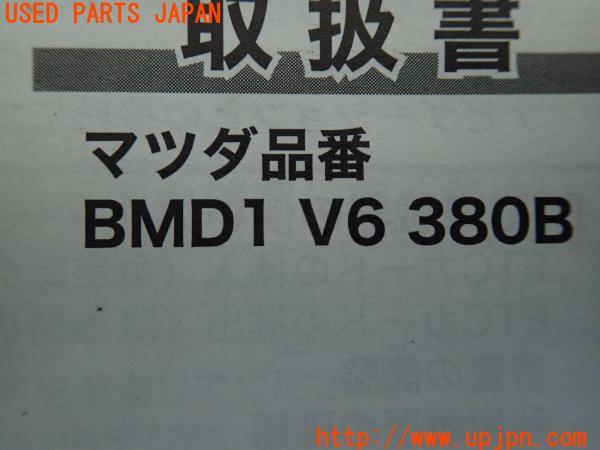 USED PARTS JAPAN
取扱書
マツダ品番
BMD1 V6 380B
http://www.upjpn.com